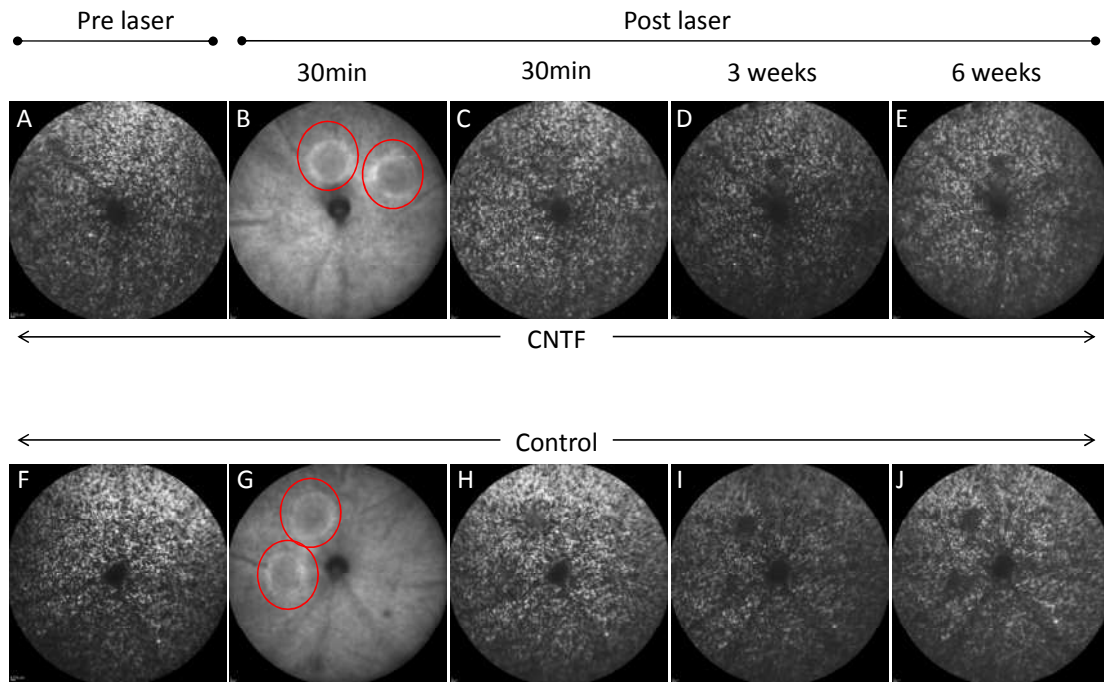 Pre laser
Post laser
30min
30min
3 weeks
6 weeks
A
B
C
D
E
CNTF
Control
F
G
H
I
J